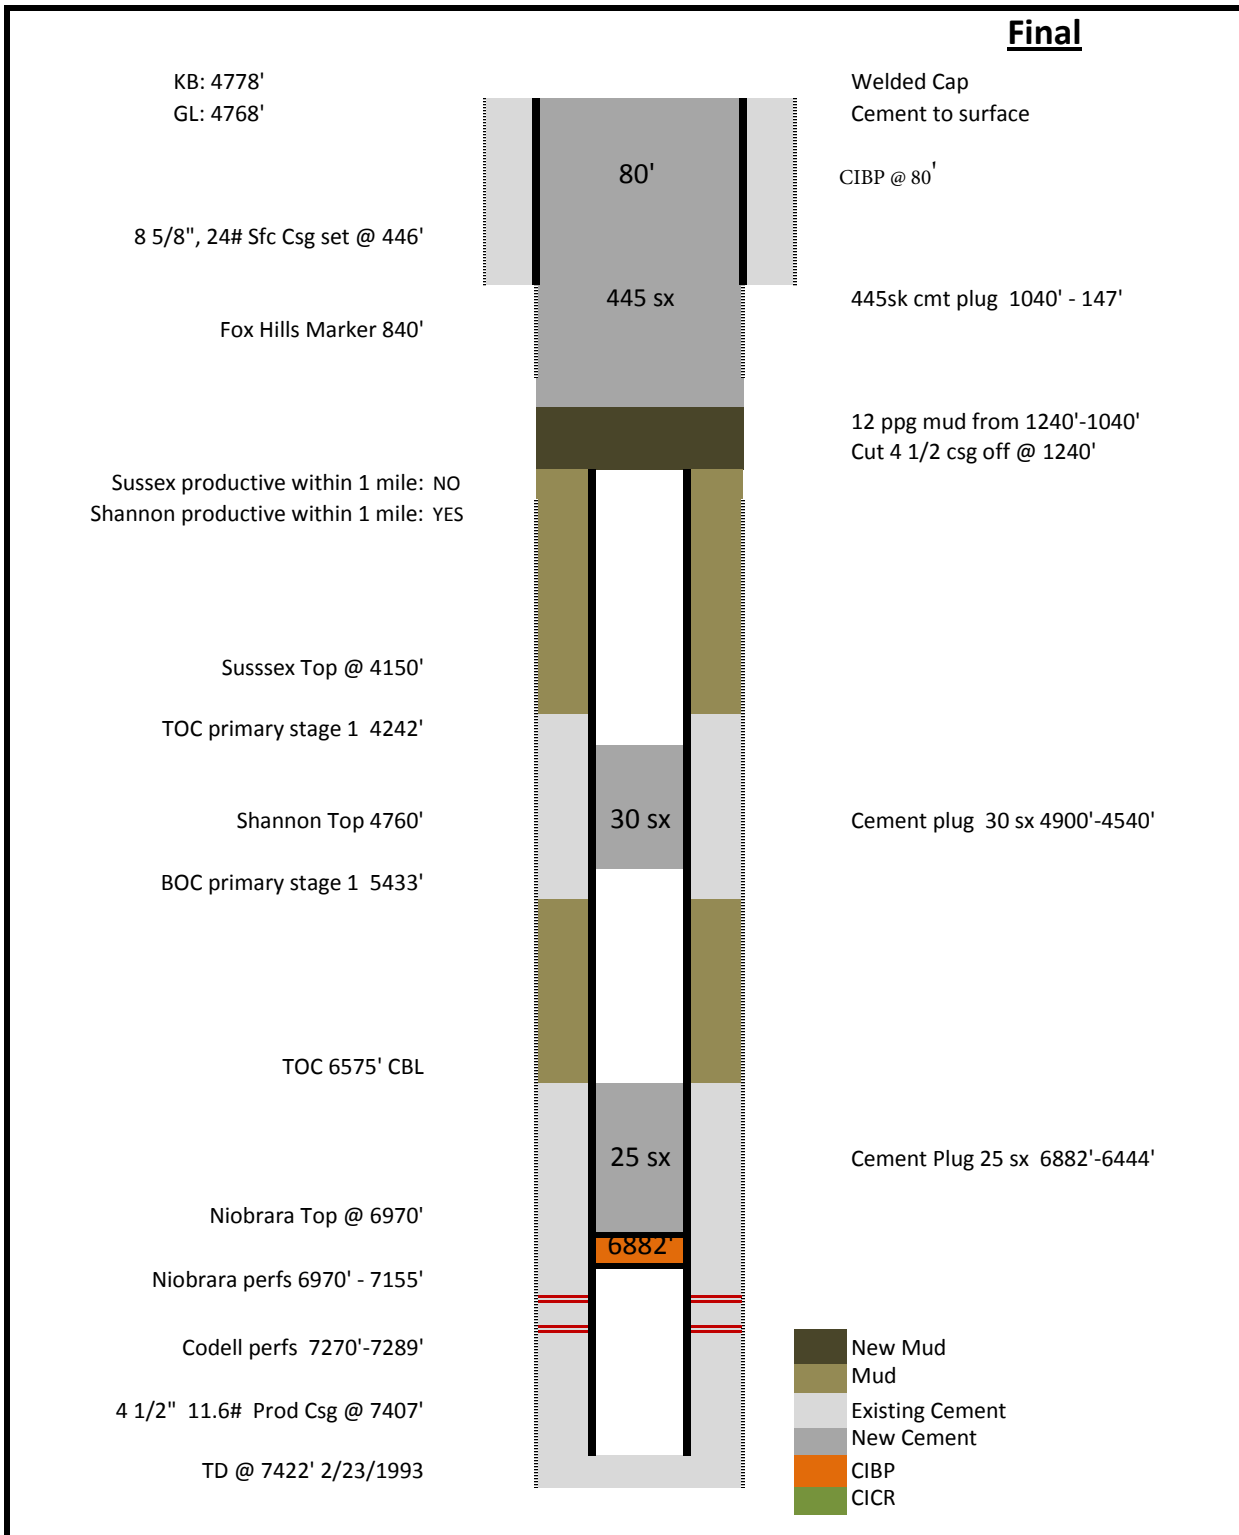 Final
KB: 4778'
Welded Cap
GL: 4768'
Cement to surface
80'
CIBP @ 80'
8 5/8", 24# Sfc Csg set @ 446'
445 sx
445sk cmt plug 1040' - 147'
Fox Hills Marker 840'
12 ppg mud from 1240'-1040'
Cut 4 1/2 csg off @ 1240'
Sussex productive within 1 mile: NO
Shannon productive within 1 mile: YES
Susssex Top @ 4150'
TOC primary stage 1 4242'
Shannon Top 4760'
30 sx
Cement plug 30 sx 4900'-4540'
BOC primary stage 1 5433'
TOC 6575' CBL
25 sx
Cement Plug 25 sx 6882'-6444'
Niobrara Top @ 6970'
6882'
Niobrara perfs 6970' - 7155'
Codell perfs 7270'-7289'
4 1/2" 11.6# Prod Csg @ 7407'
TD @ 7422' 2/23/1993
New Mud
Mud
Existing Cement
New Cement
CIBP
CICR